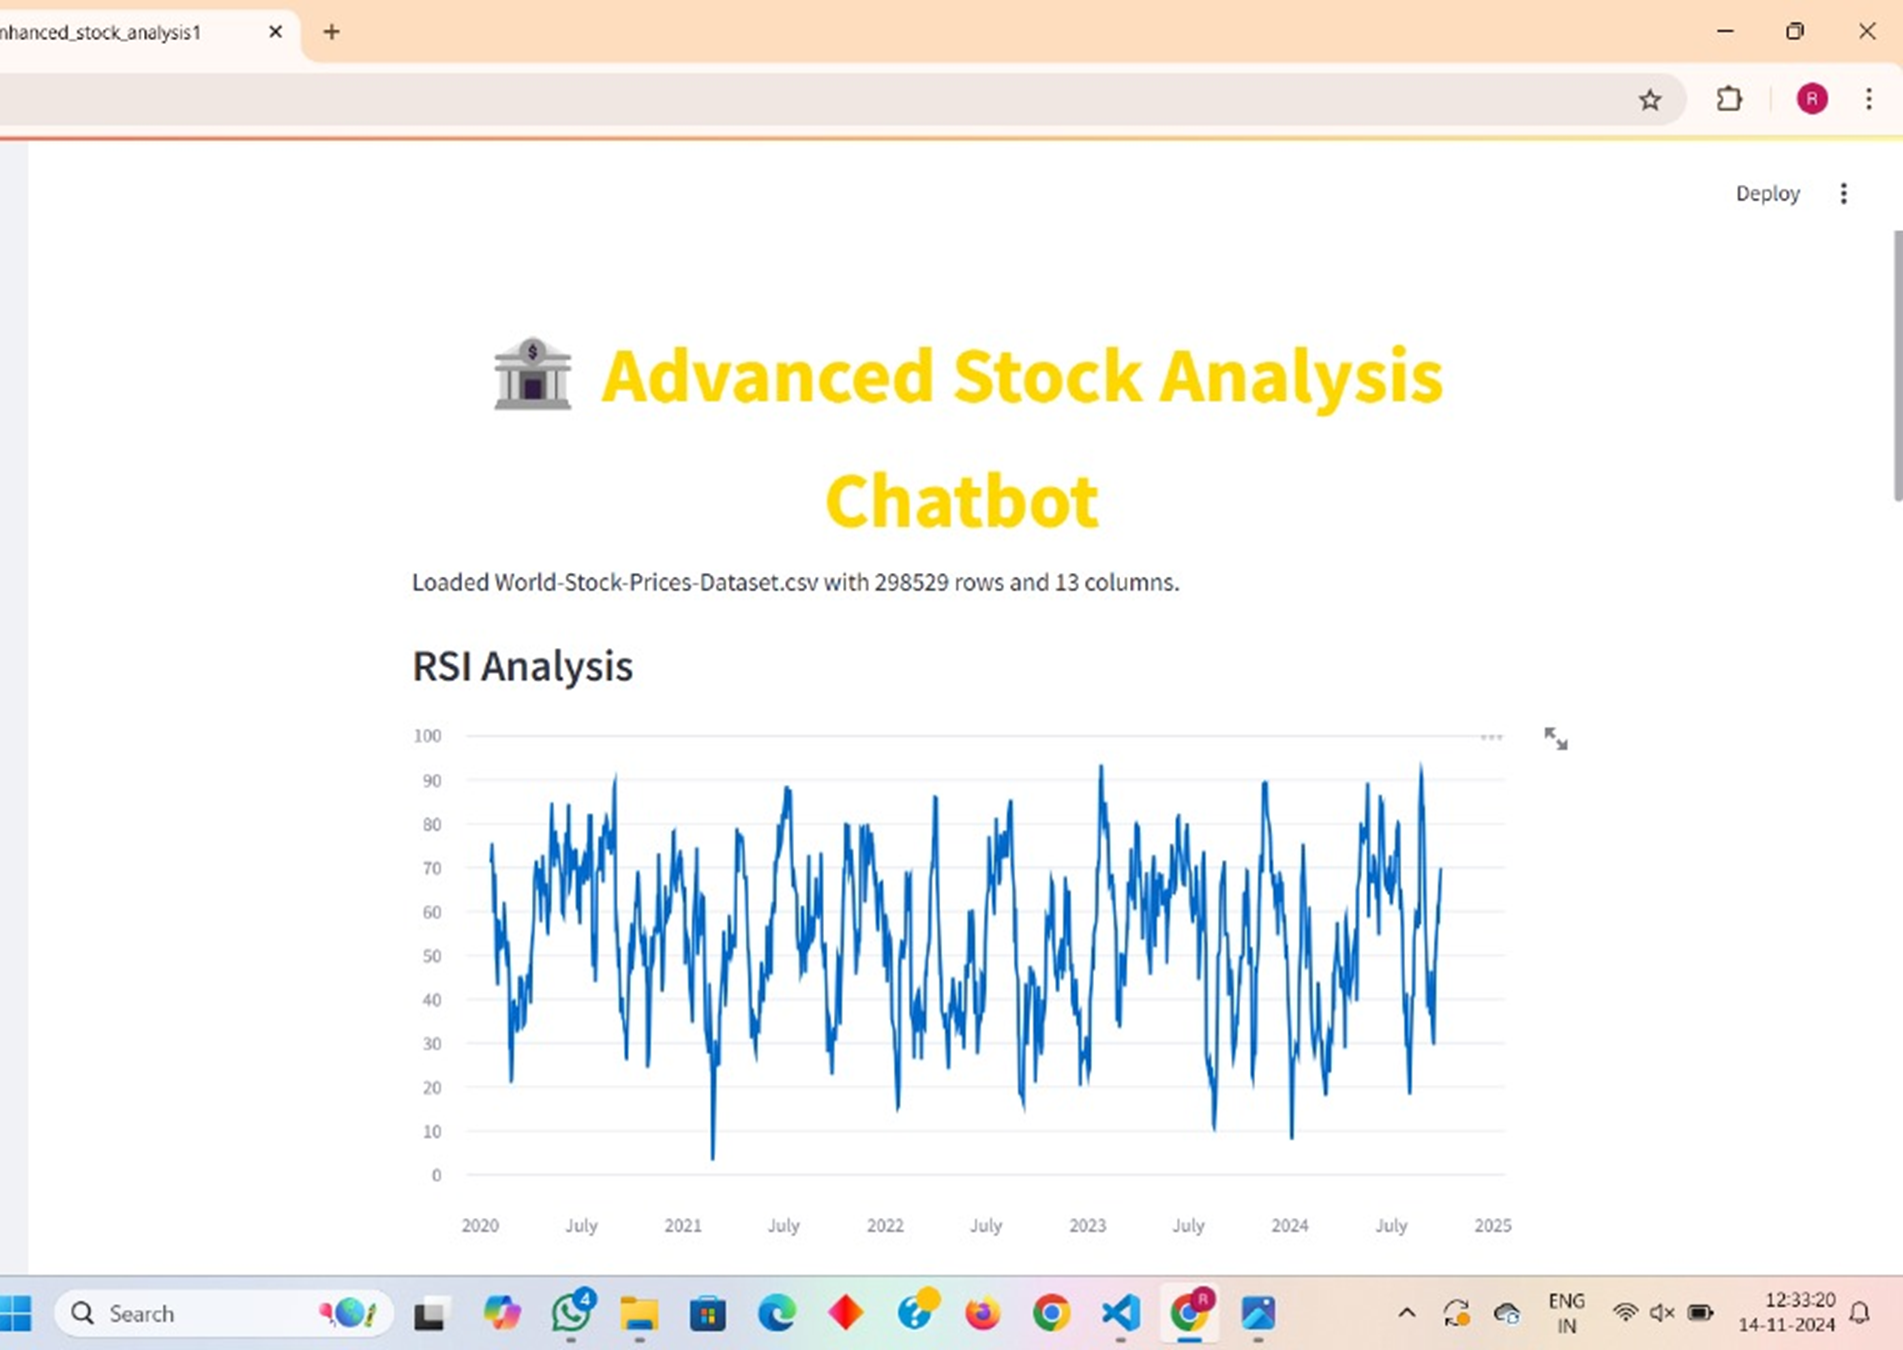 nhanced_stock_analysis1
R
Deploy
$
Advanced Stock Analysis
Chatbot
Loaded World-Stock-Prices-Dataset.csv with 298529 rows and 13 columns.
RSI Analysis
100
90
80
70
60
50
40
30
20
10
0
2020 July 2021 July 2022 July 2023 July 2024 July 2025
Search
4
R
ENG
IN
12:33:20
14-11-2024